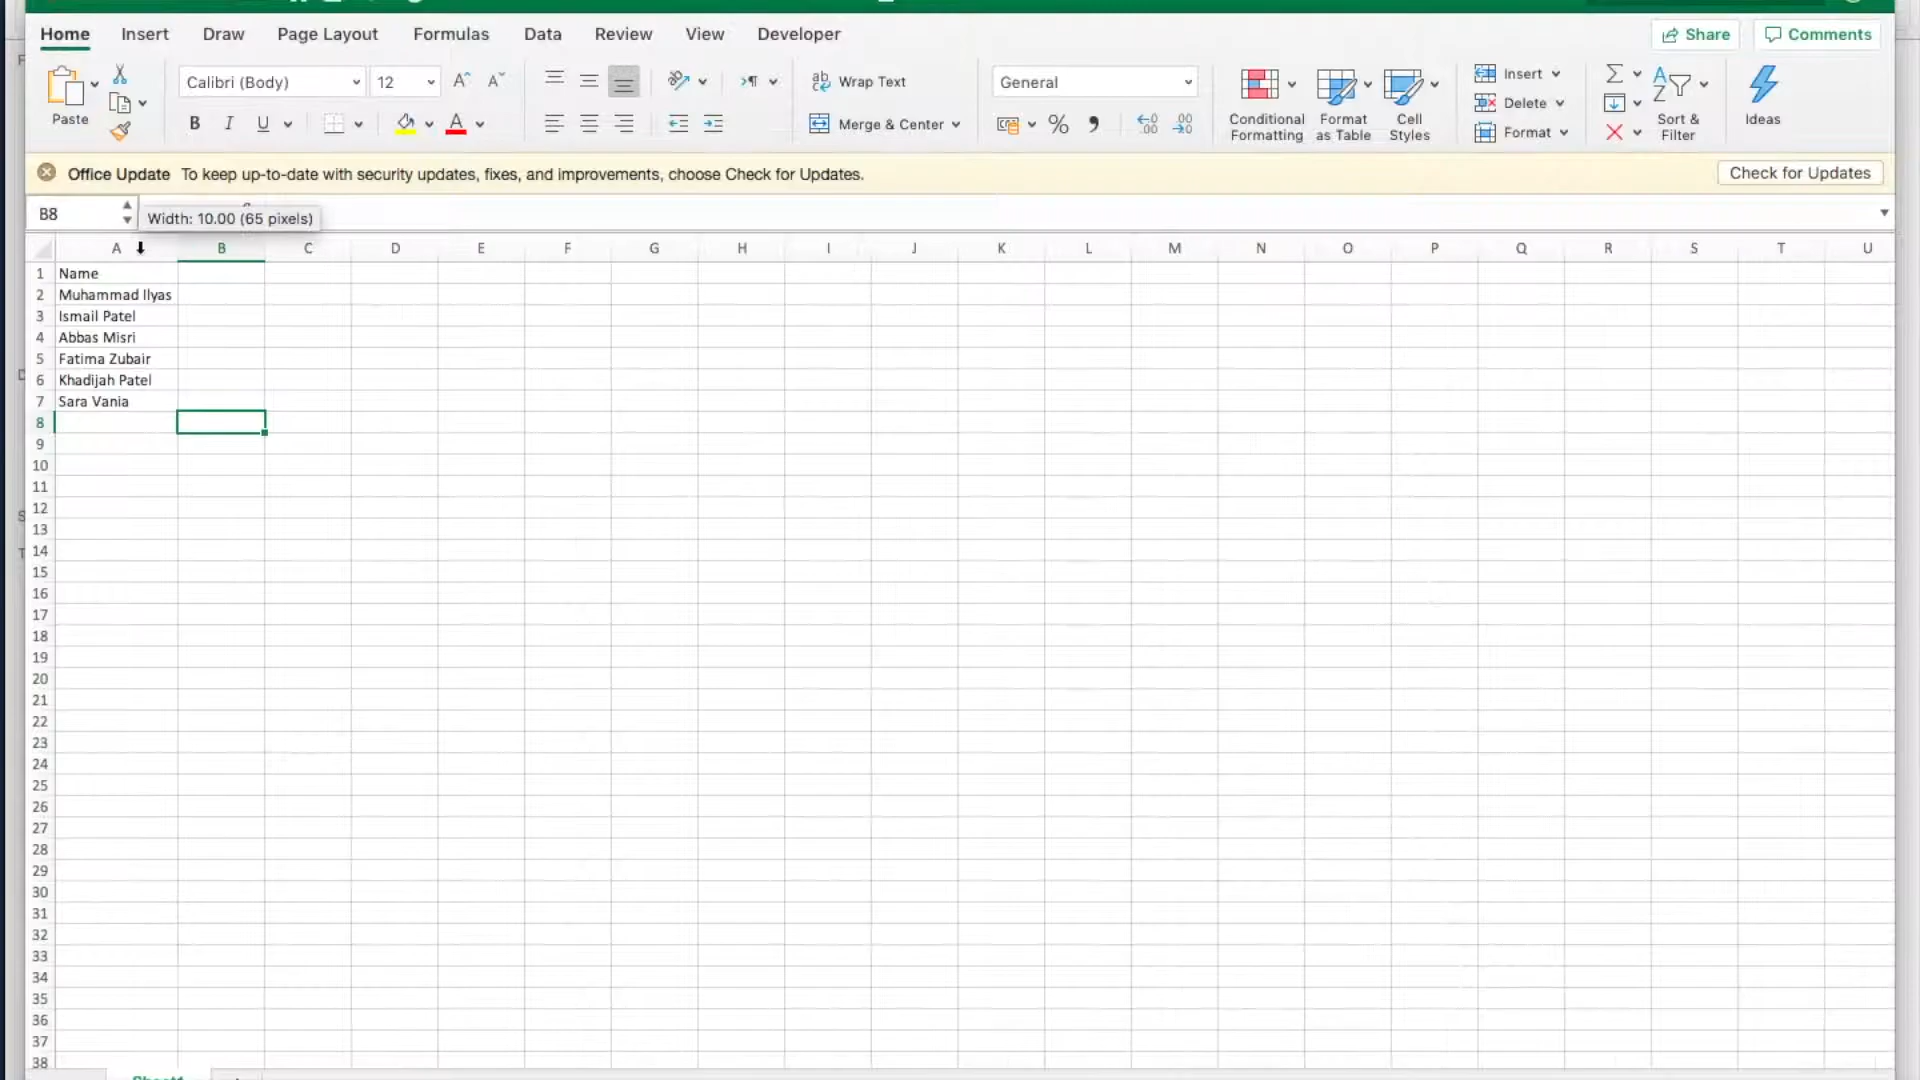 Home Insert Draw Page Layout Formulas Data Review View Developer Share Comments
Calibri (Body) 12 ab Wrap Text General Insert
Paste B I U A Merge & Center % Conditional Formatting Format as Table Cell Styles Delete Format Sort & Filter Ideas
Office Update To keep up-to-date with security updates, fixes, and improvements, choose Check for Updates. Check for Updates
B8 Width: 10.00 (65 pixels)
A B C D E F G H I J K L M N O P Q R S T U
1 Name
2 Muhammad Ilyas
3 Ismail Patel
4 Abbas Misri
5 Fatima Zubair
6 Khadijah Patel
7 Sara Vania
8
9
10
11
12
13
14
15
16
17
18
19
20
21
22
23
24
25
26
27
28
29
30
31
32
33
34
35
36
37
38